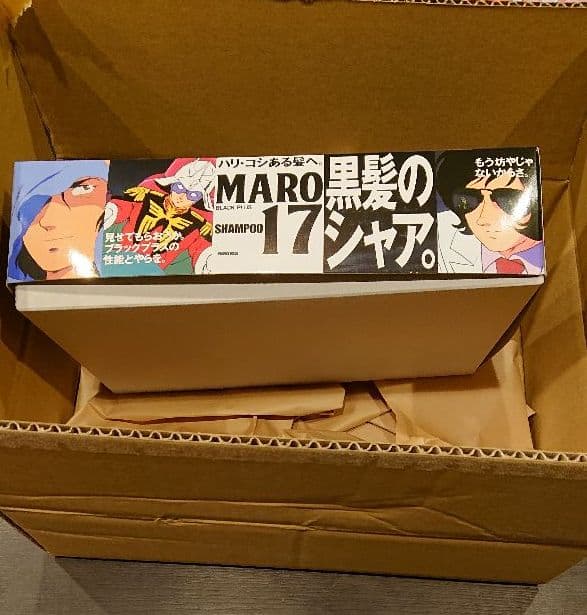 見せてもらおうか
ブラックプラスの
性能とやらを。
ハリ・コシある髪へ。
MARO
BLACK PLUS
SHAMPOO
17
黒髪の
シャア。
もう坊やじゃ
ないからさ。